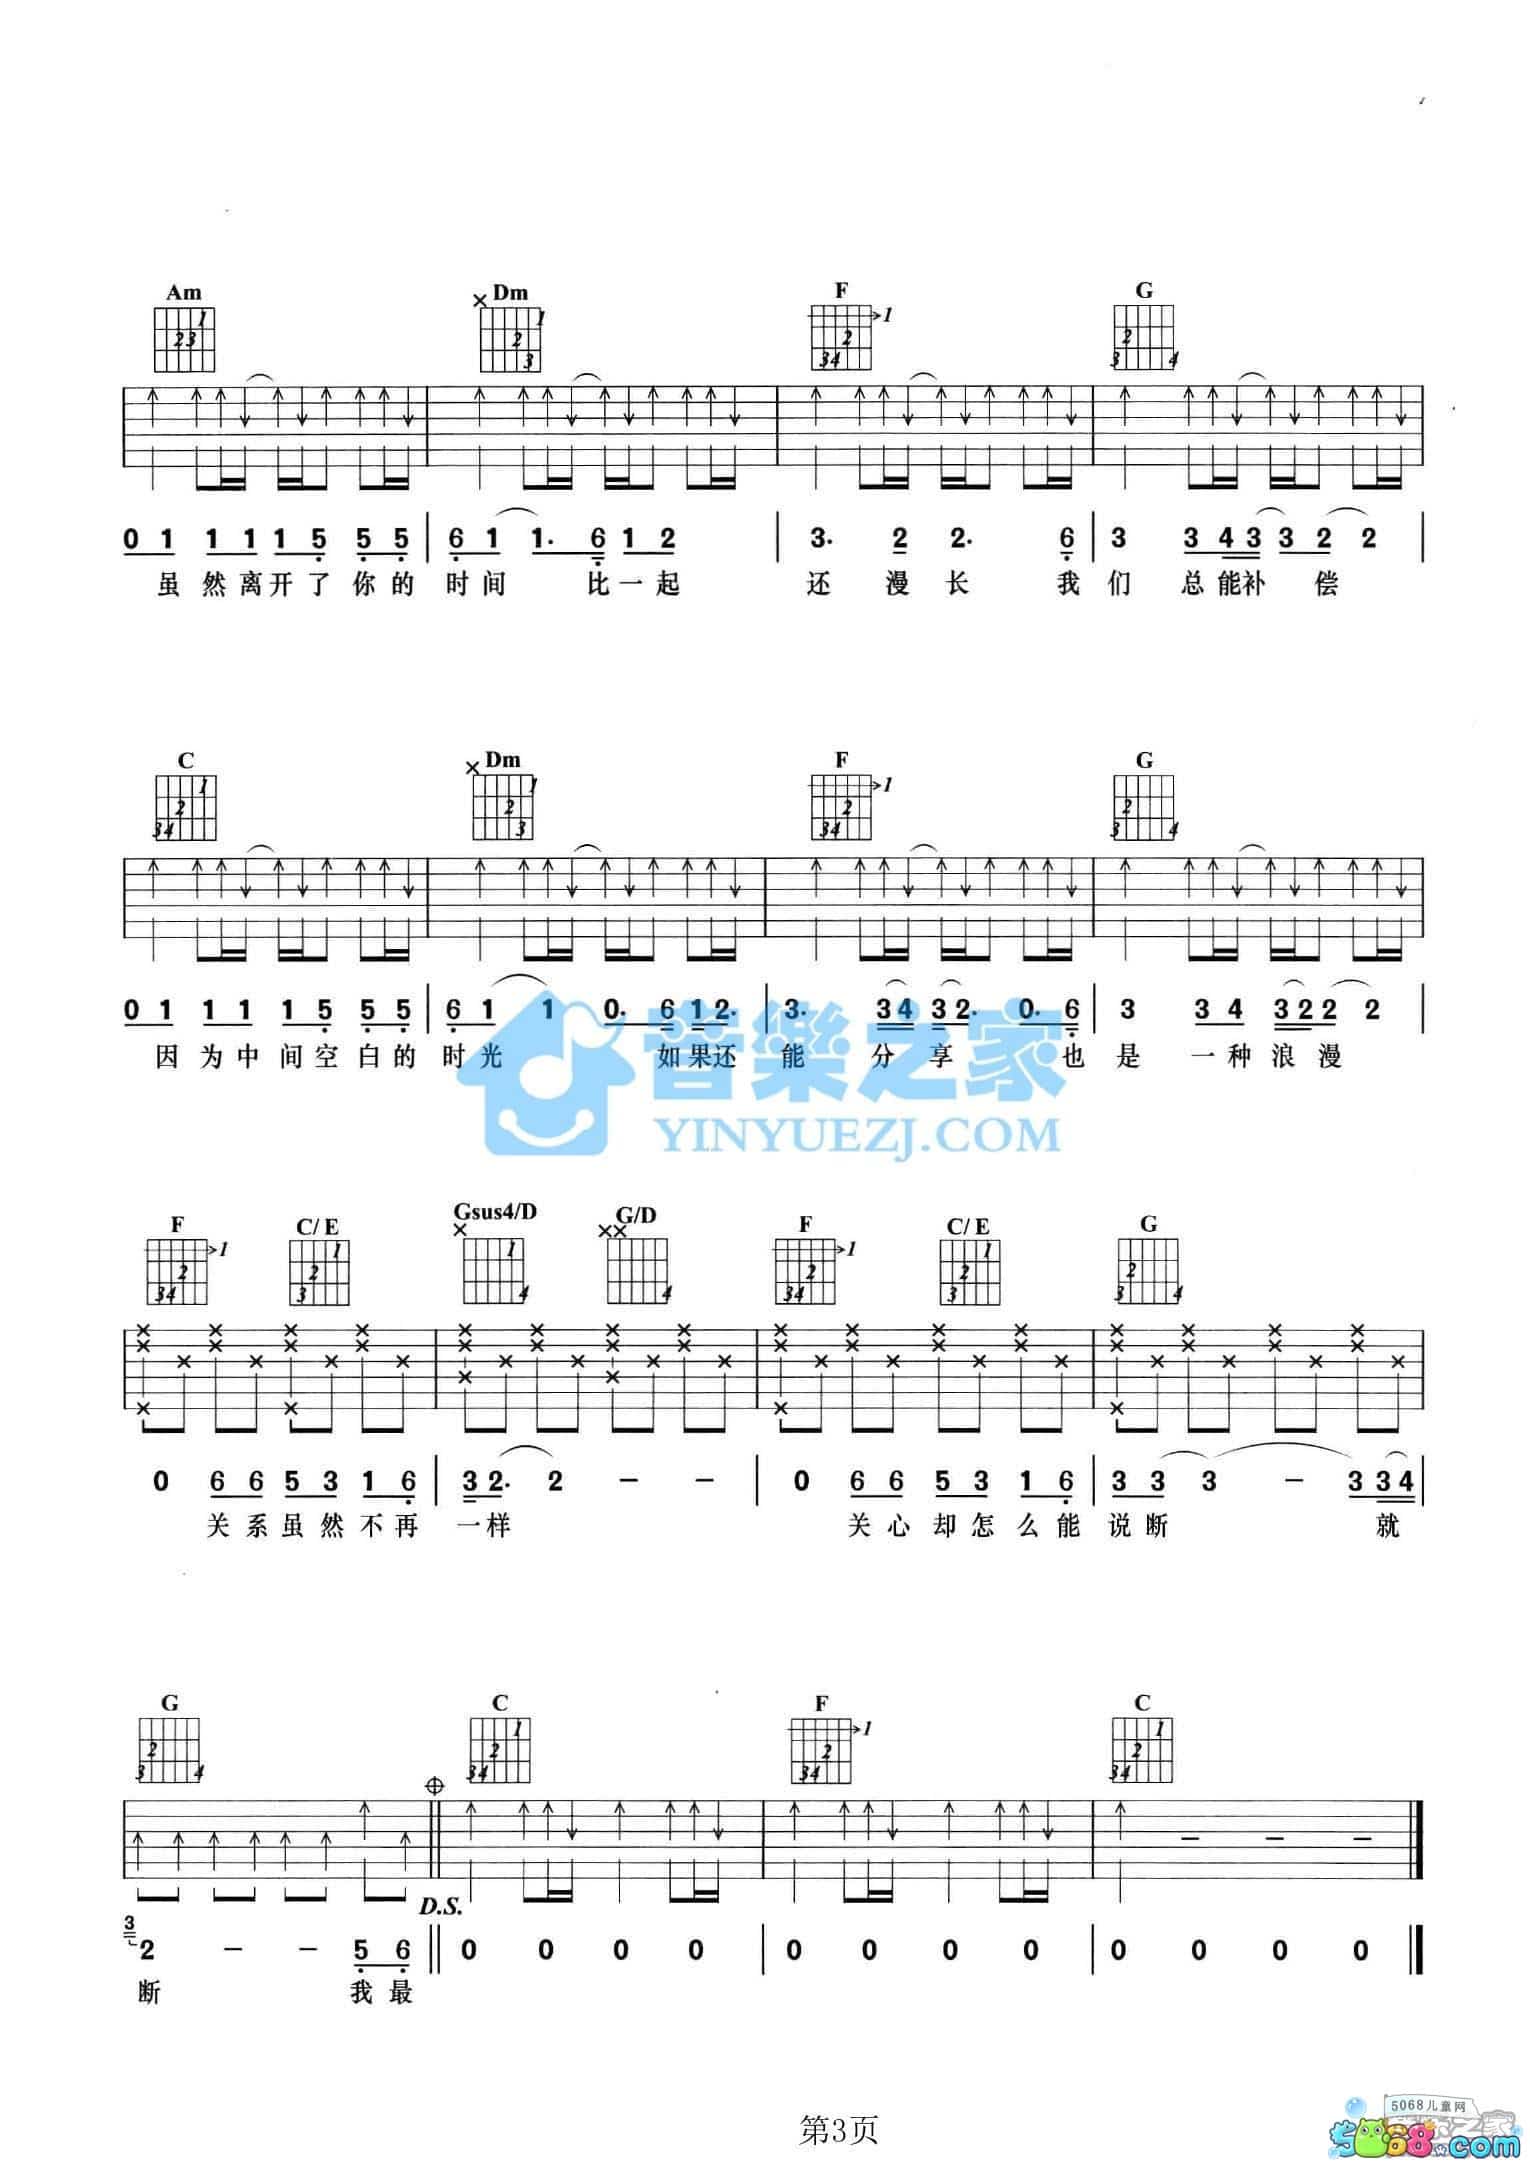 Am Dm F G
0 1 1 1 1 5 5 5 | 6 1 1. 6 1 2 | 3. 2 2. 6 | 3 3 4 3 3 2 2 |
虽然离开了你的时间 比一起 还漫长 我们总能补偿
C Dm F G
0 1 1 1 1 5 5 5 | 6 1 1 0. 6 1 2. | 3. 3 4 3 2. 0. 6 | 3 3 4 3 2 2 2 |
因为中间空白的时光 如果还能 分享 也是一种浪漫
音樂之家
YINYUEZJ.COM
F C/E Gsus4/D G/D F C/E G
0 6 6 5 3 1 6 | 3 2. 2 – – | 0 6 6 5 3 1 6 | 3 3 3 – 3 3 4 |
关系虽然不再一样 关心却怎么能说断 就
G C F C
D.S.
3 2 – – 5 6 || 0 0 0 0 | 0 0 0 0 | 0 0 0 0 ||
断 我最
第3页
5068儿童网
5068.com